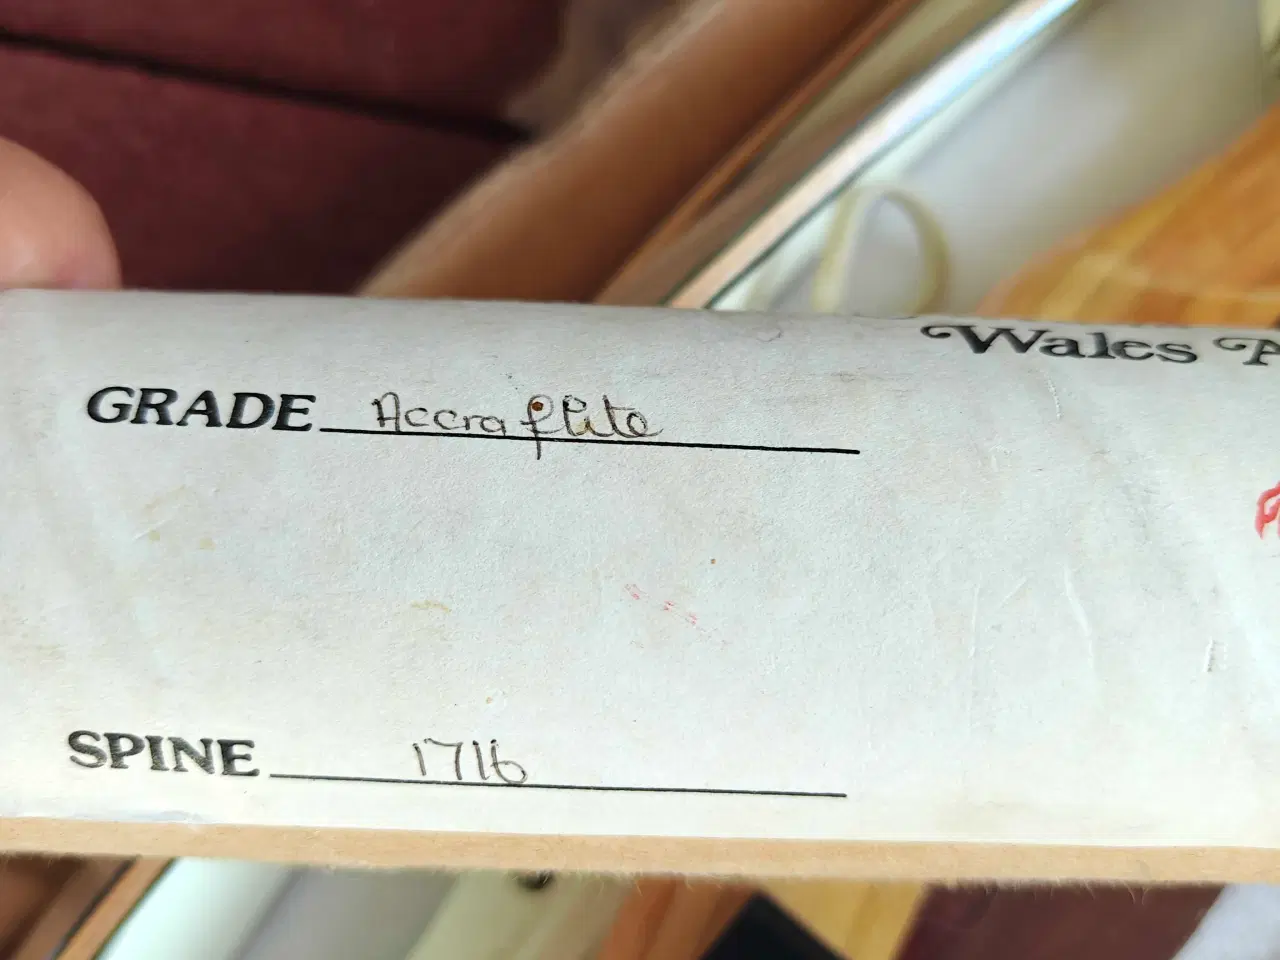 Wales
GRADE Accraflite
SPINE 1716